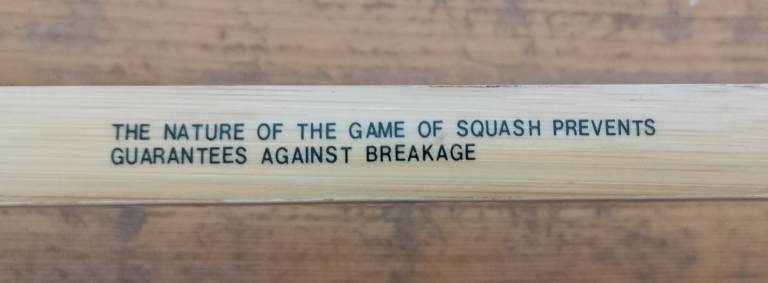 THE NATURE OF THE GAME OF SQUASH PREVENTS
GUARANTEES AGAINST BREAKAGE